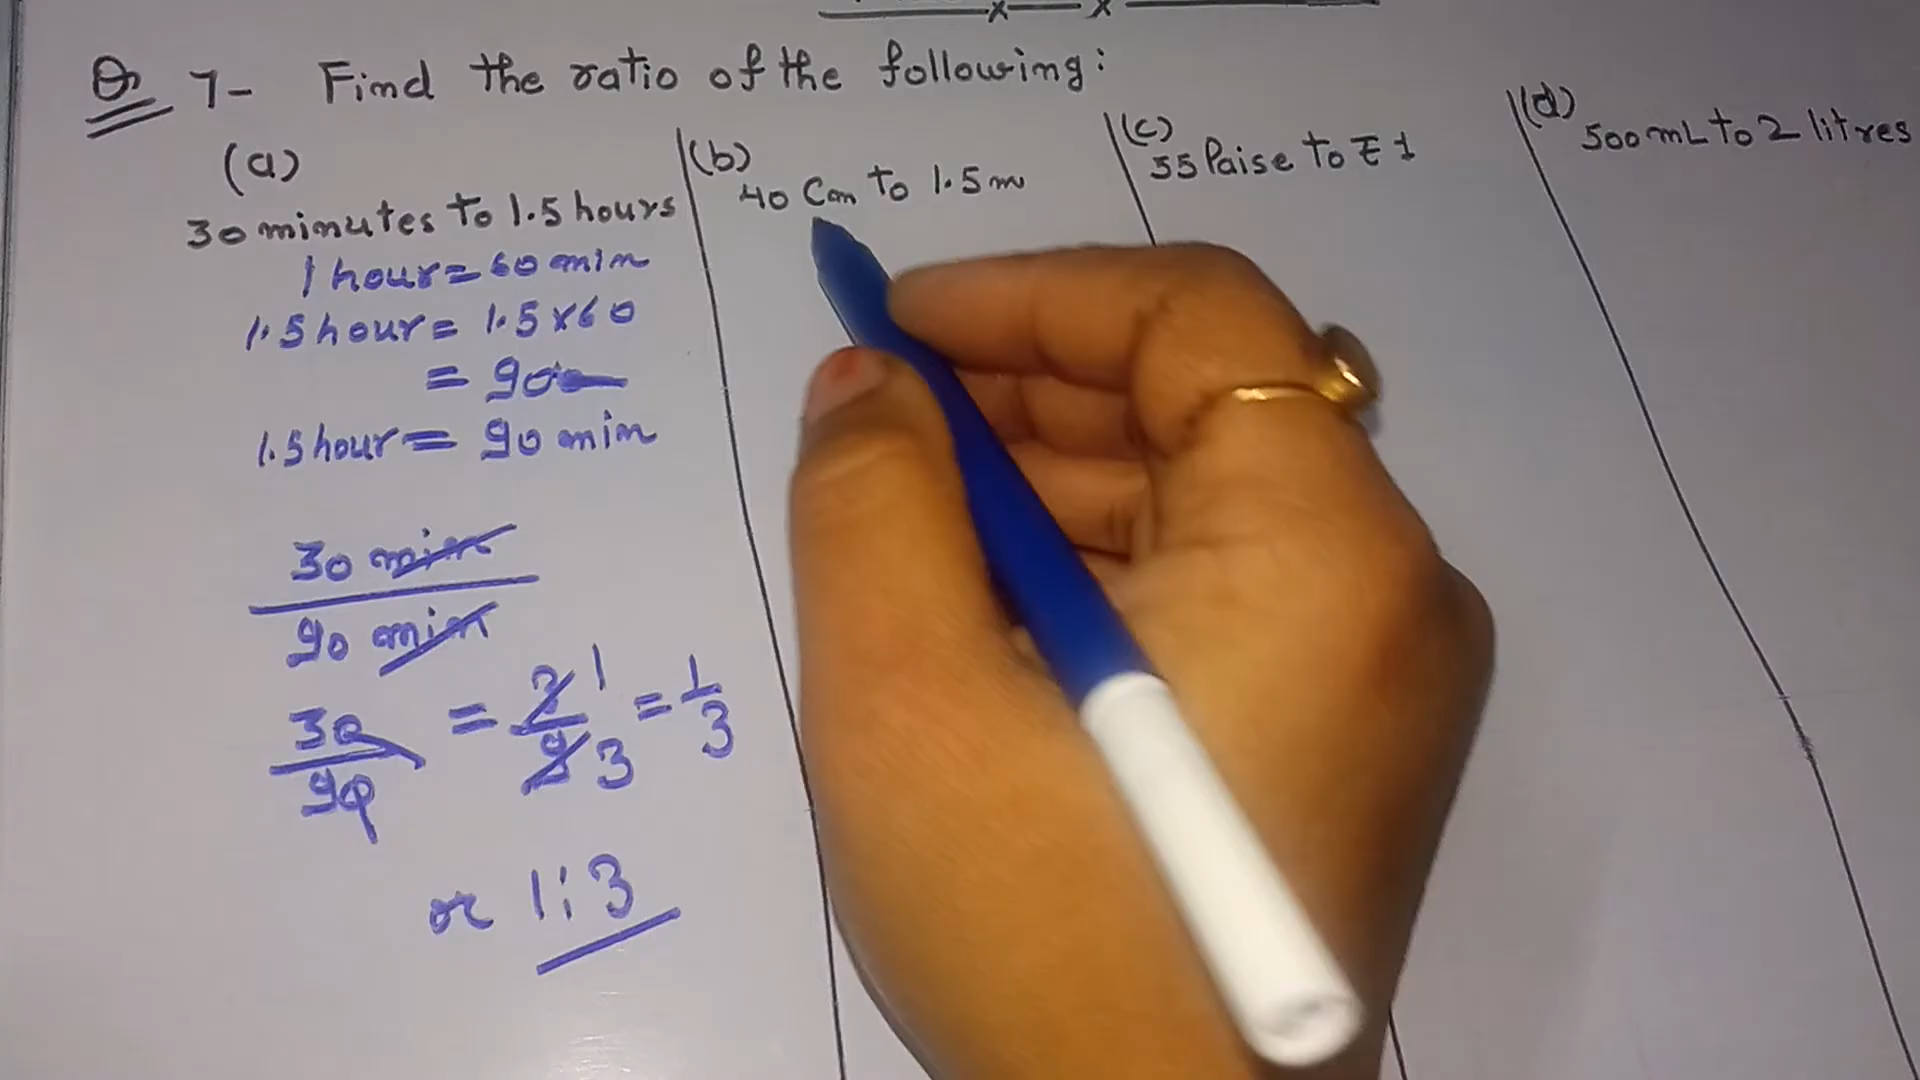 Q 7- Find the ratio of the following:
(a)
30 minutes to 1.5 hours
1 hour = 60 min
1.5 hour = 1.5 × 60
= 90
1.5 hour = 90 min
30 min
90 min
30 = 3 1 = 1
90 9 3 3
or 1:3
(b)
40 Cm to 1.5 m
(c)
55 Paise to ₹ 1
(d)
500 mL to 2 litres